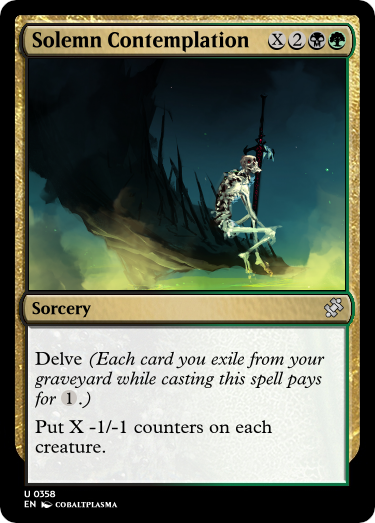 Solemn Contemplation X 2
Sorcery
Delve (Each card you exile from your
graveyard while casting this spell pays
for 1.)
Put X -1/-1 counters on each
creature.
U 0358
EN COBALTPLASMA